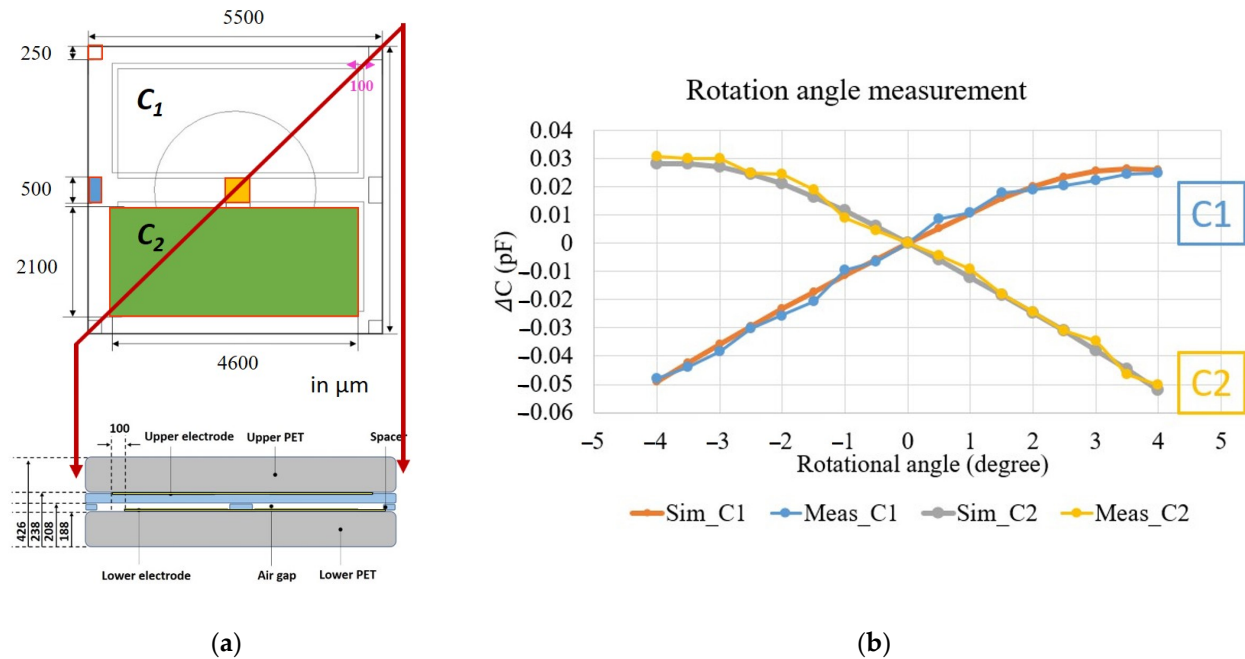 5500
250
100
C1
500
C2
2100
4600
in μm
100
Upper electrode
Upper PET
Spacer
426
238
208
188
Lower electrode
Air gap
Lower PET
(a)
Rotation angle measurement
0.04
0.03
0.02
0.01
0
−0.01
−0.02
−0.03
−0.04
−0.05
−0.06
ΔC (pF)
−5 −4 −3 −2 −1 0 1 2 3 4 5
Rotational angle (degree)
C1
C2
Sim_C1 Meas_C1 Sim_C2 Meas_C2
(b)